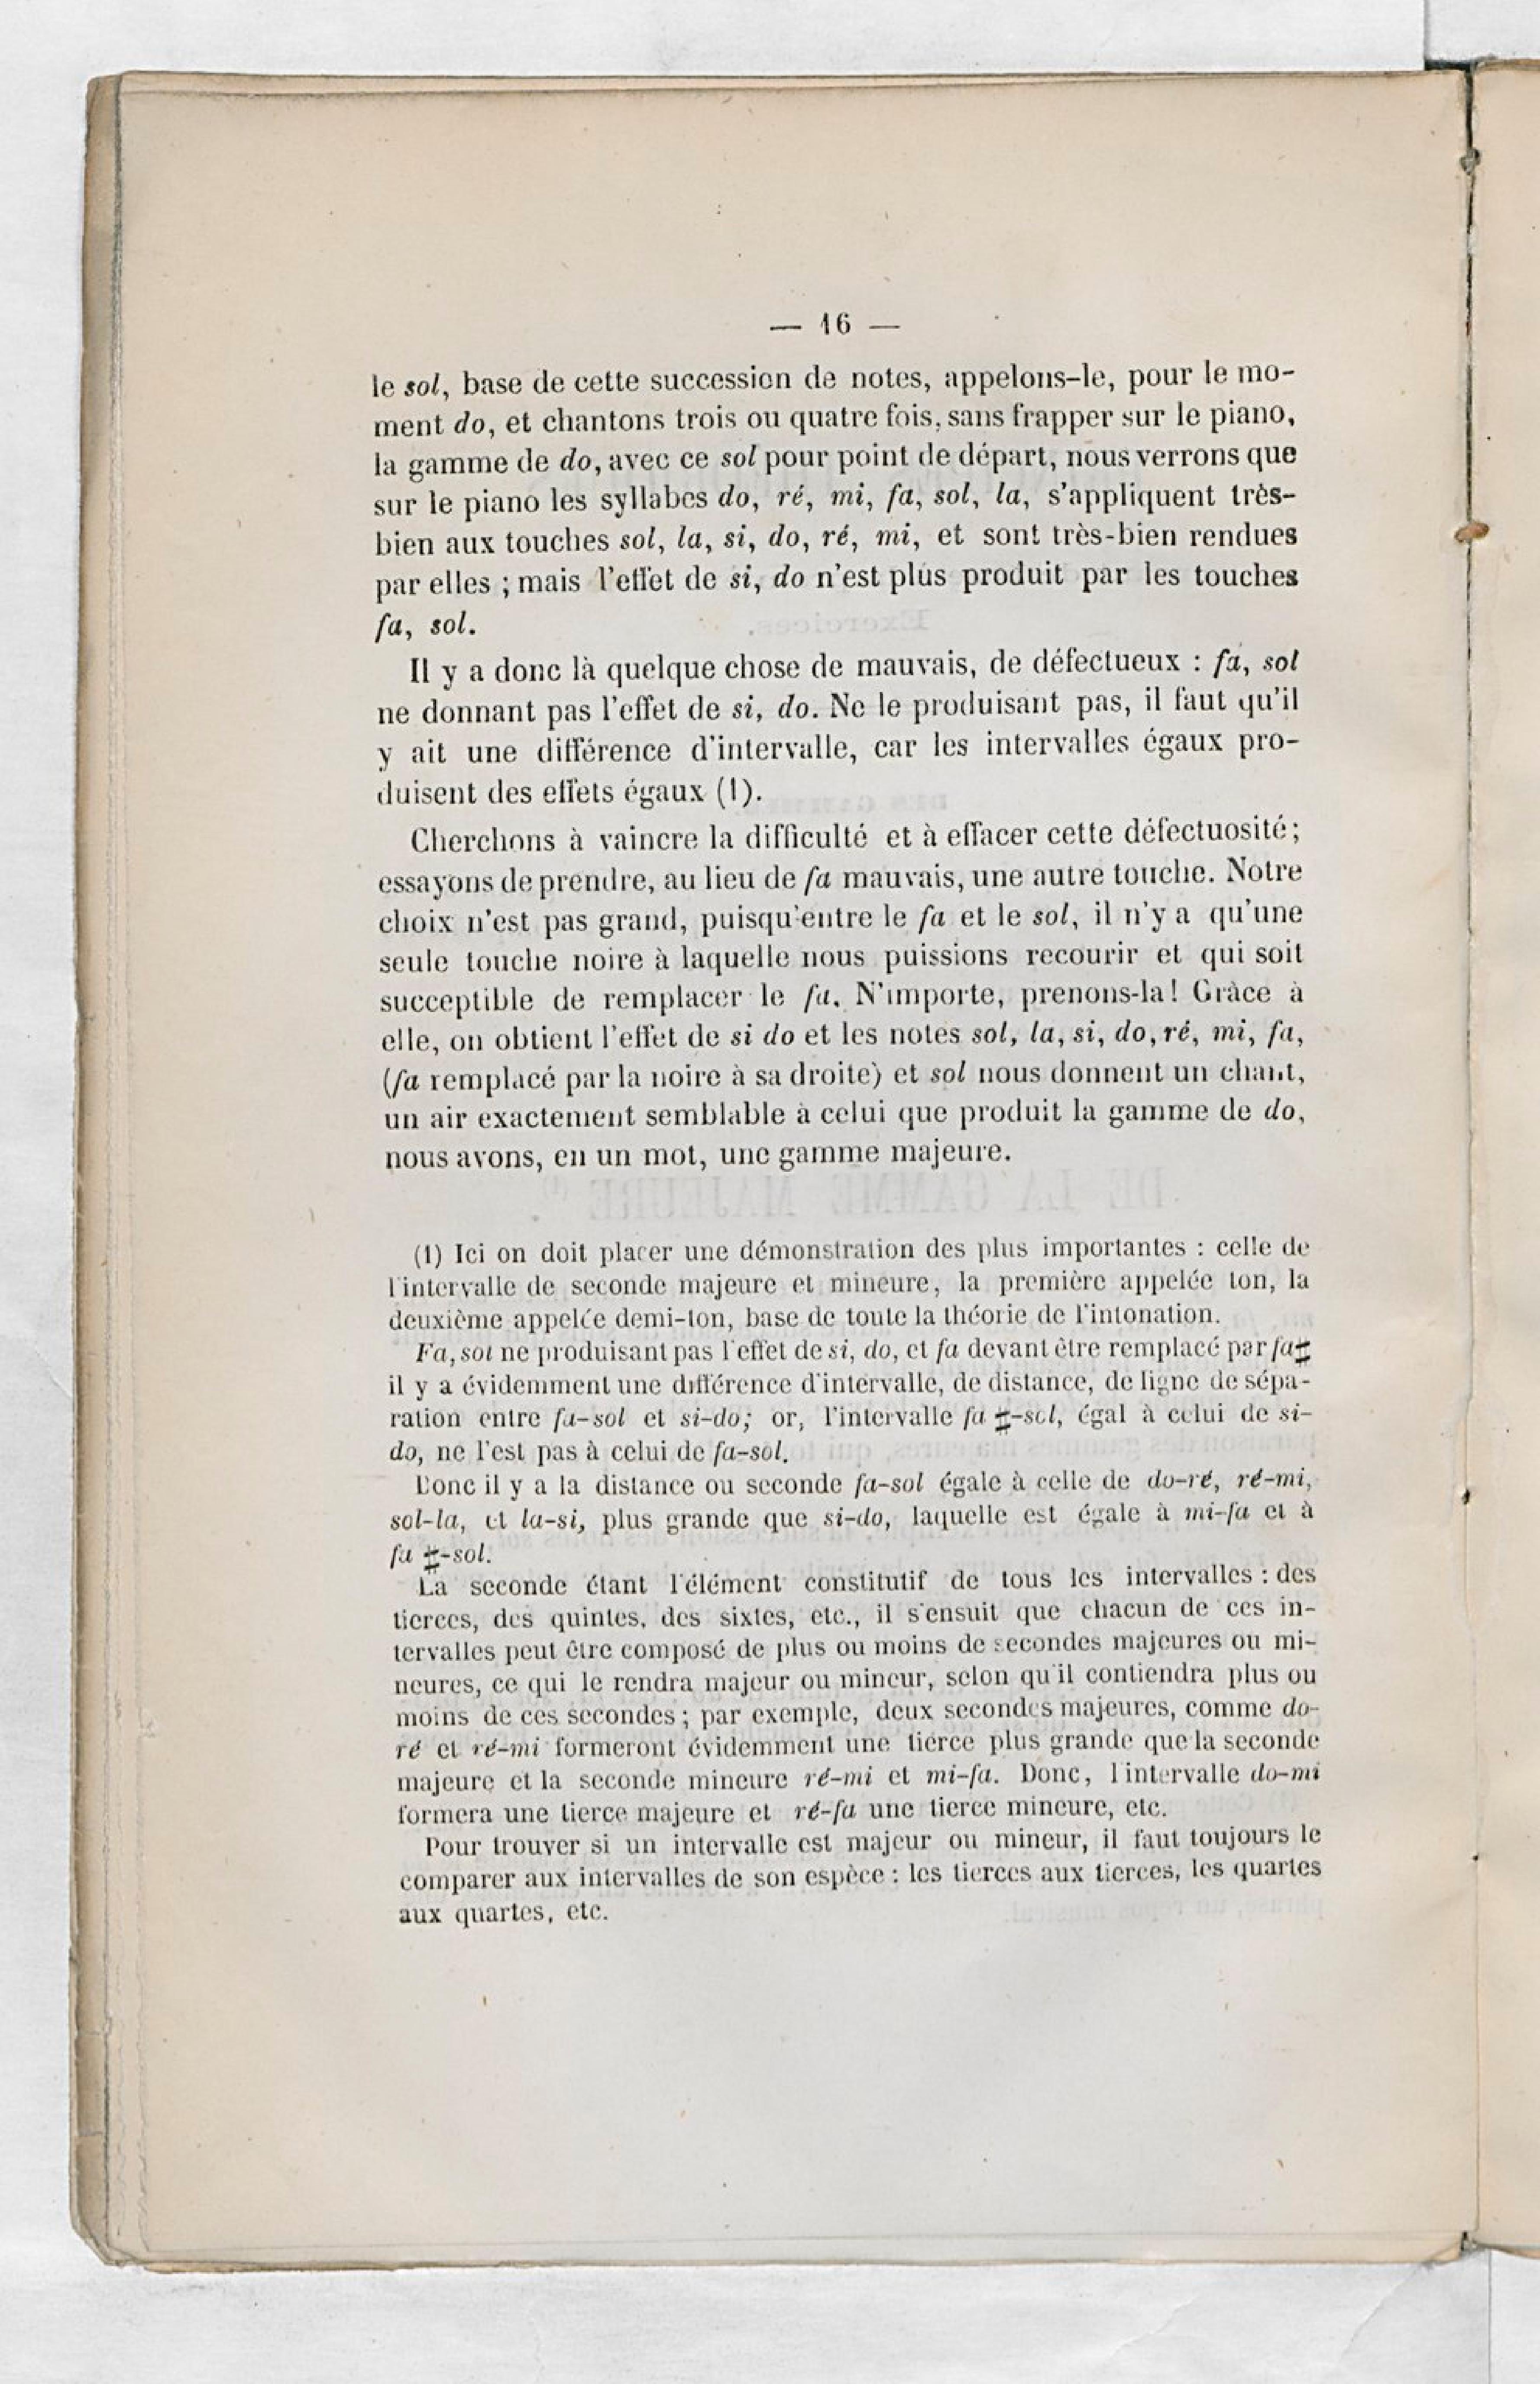 — 16 —
le sol, base de cette succession de notes, appelons-le, pour le mo-
ment do, et chantons trois ou quatre fois, sans frapper sur le piano,
la gamme de do, avec ce sol pour point de départ, nous verrons que
sur le piano les syllabes do, ré, mi, fa, sol, la, s'appliquent très-
bien aux touches sol, la, si, do, ré, mi, et sont très-bien rendues
par elles ; mais l'effet de si, do n'est plus produit par les touches
fa, sol.
Il y a donc là quelque chose de mauvais, de défectueux : fa, sol
ne donnant pas l'effet de si, do. Ne le produisant pas, il faut qu'il
y ait une différence d'intervalle, car les intervalles égaux pro-
duisent des effets égaux (1).
Cherchons à vaincre la difficulté et à effacer cette défectuosité ;
essayons de prendre, au lieu de fa mauvais, une autre touche. Notre
choix n'est pas grand, puisqu'entre le fa et le sol, il n'y a qu'une
seule touche noire à laquelle nous puissions recourir et qui soit
succeptible de remplacer le fa. N'importe, prenons-la! Grâce à
elle, on obtient l'effet de si do et les notes sol, la, si, do, ré, mi, fa,
(fa remplacé par la noire à sa droite) et sol nous donnent un chant,
un air exactement semblable à celui que produit la gamme de do,
nous avons, en un mot, une gamme majeure.
(1) Ici on doit placer une démonstration des plus importantes : celle de
l'intervalle de seconde majeure et mineure, la première appelée ton, la
deuxième appelée demi-ton, base de toute la théorie de l'intonation.
Fa, sol ne produisant pas l'effet de si, do, et fa devant être remplacé par fa ♯
il y a évidemment une différence d'intervalle, de distance, de ligne de sépa-
ration entre fa-sol et si-do; or, l'intervalle fa ♯-sol, égal à celui de si-
do, ne l'est pas à celui de fa-sol.
Donc il y a la distance ou seconde fa-sol égale à celle de do-ré, ré-mi,
sol-la, et la-si, plus grande que si-do, laquelle est égale à mi-fa et à
fa ♯-sol.
La seconde étant l'élément constitutif de tous les intervalles : des
tierces, des quintes, des sixtes, etc., il s'ensuit que chacun de ces in-
tervalles peut être composé de plus ou moins de secondes majeures ou mi-
neures, ce qui le rendra majeur ou mineur, selon qu'il contiendra plus ou
moins de ces secondes ; par exemple, deux secondes majeures, comme do-
ré et ré-mi formeront évidemment une tierce plus grande que la seconde
majeure et la seconde mineure ré-mi et mi-fa. Donc, l'intervalle do-mi
formera une tierce majeure et ré-fa une tierce mineure, etc.
Pour trouver si un intervalle est majeur ou mineur, il faut toujours le
comparer aux intervalles de son espèce : les tierces aux tierces, les quartes
aux quartes, etc.